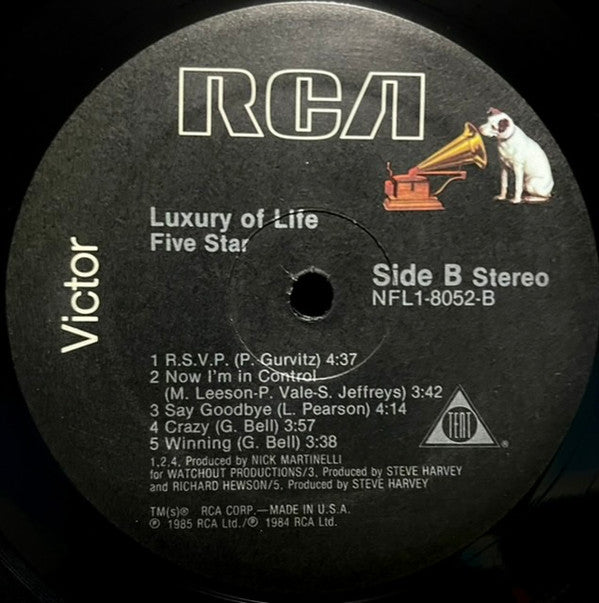 RCA
Victor
Luxury of Life
Five Star
Side B Stereo
NFL1-8052-B
1 R.S.V.P. (P. Gurvitz) 4:37
2 Now I'm in Control
(M. Leeson-P. Vale-S. Jeffreys) 3:42
3 Say Goodbye (L. Pearson) 4:14
4 Crazy (G. Bell) 3:57
5 Winning (G. Bell) 3:38
TENT ®
1,2,4, Produced by NICK MARTINELLI
for WATCHOUT PRODUCTIONS/3, Produced by STEVE HARVEY
and RICHARD HEWSON/5, Produced by STEVE HARVEY
TM(s)® RCA CORP.—MADE IN U.S.A.
℗ 1985 RCA Ltd./℗ 1984 RCA Ltd.